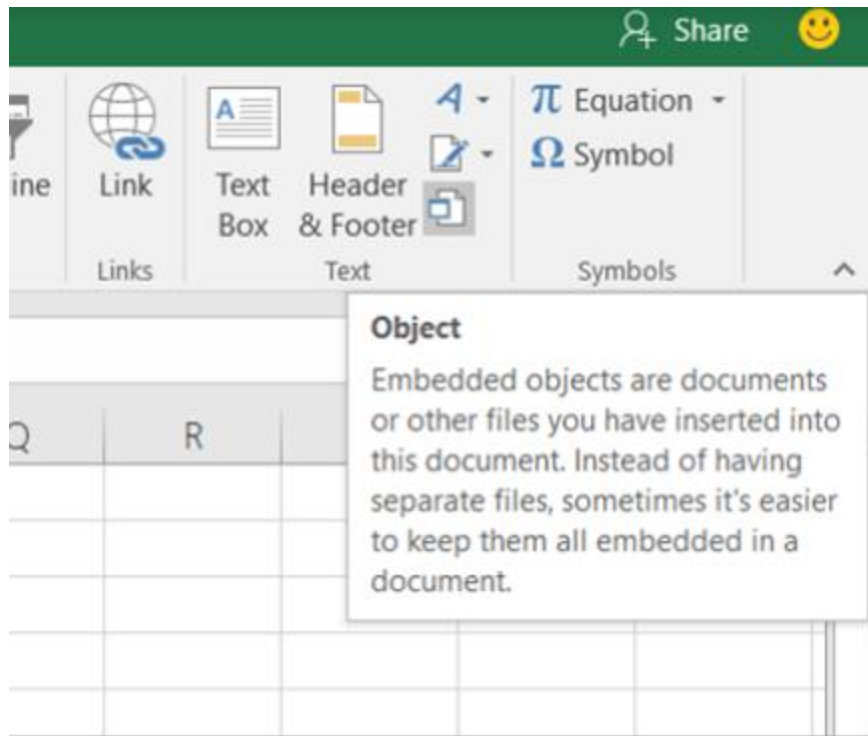 Share
π Equation
Ω Symbol
ine
Link
Text
Box
Header
& Footer
Links
Text
Symbols
Object
Embedded objects are documents
or other files you have inserted into
this document. Instead of having
separate files, sometimes it's easier
to keep them all embedded in a
document.
Q
R